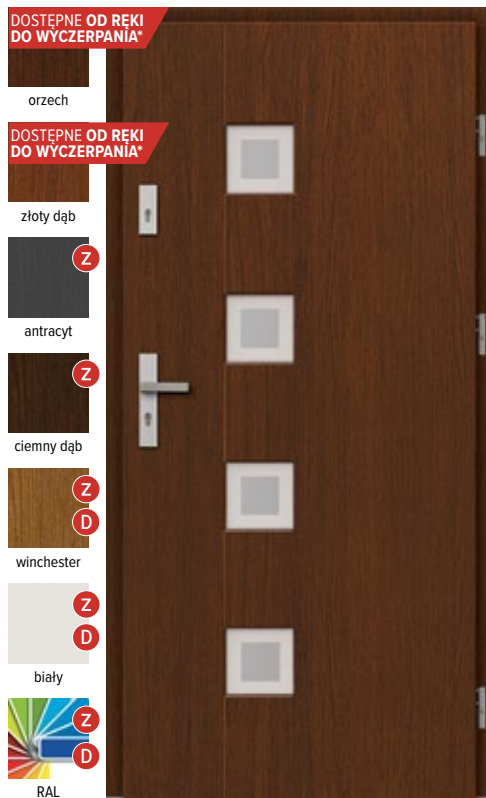 DOSTĘPNE OD RĘKI
DO WYCZERPANIA*
orzech
DOSTĘPNE OD RĘKI
DO WYCZERPANIA*
złoty dąb
Z
antracyt
Z
ciemny dąb
Z
D
winchester
Z
D
biały
Z
D
RAL